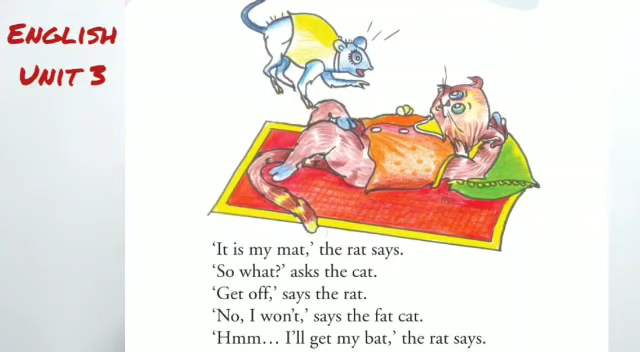 ENGLISH
UNIT 3
‘It is my mat,’ the rat says.
‘So what?’ asks the cat.
‘Get off,’ says the rat.
‘No, I won’t,’ says the fat cat.
‘Hmm… I’ll get my bat,’ the rat says.